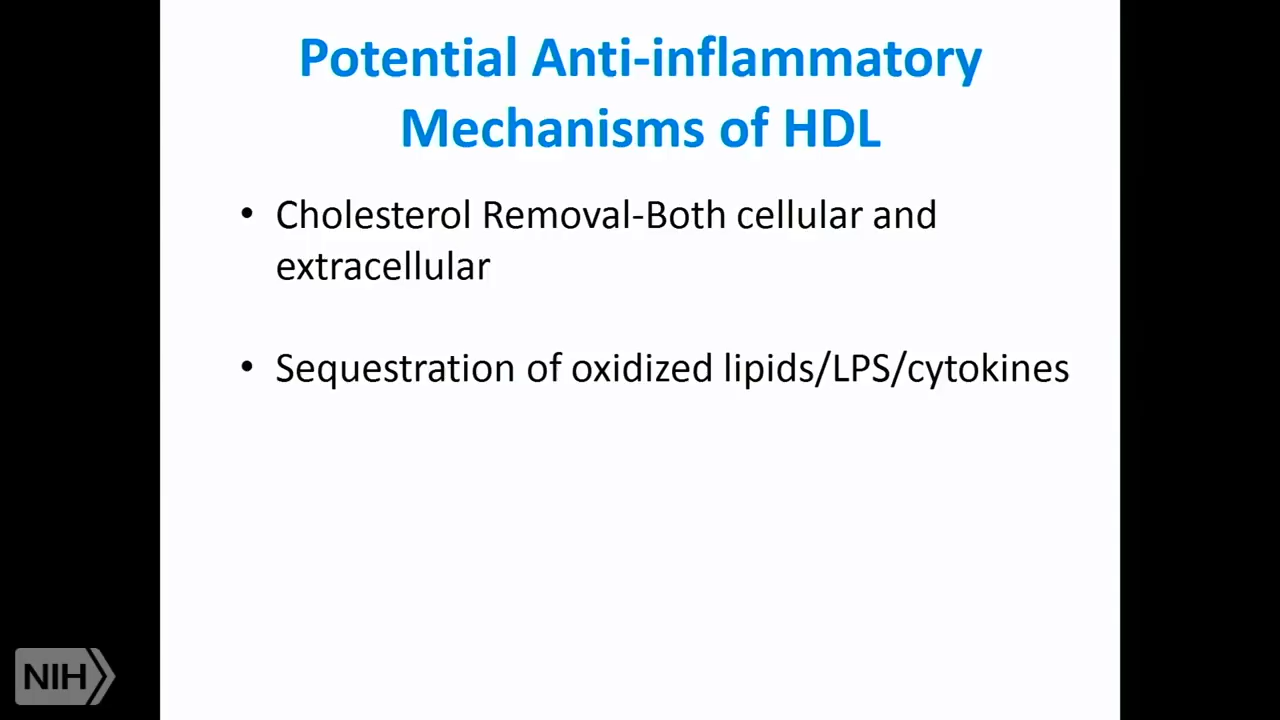 Potential Anti-inflammatory
Mechanisms of HDL
• Cholesterol Removal-Both cellular and
extracellular
• Sequestration of oxidized lipids/LPS/cytokines
NIH